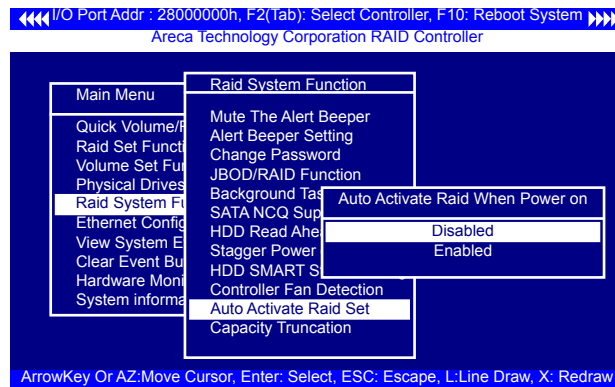 I/O Port Addr : 28000000h, F2(Tab): Select Controller, F10: Reboot System
Areca Technology Corporation RAID Controller
Main Menu
Quick Volume/
Raid Set Functi
Volume Set Fu
Physical Drives
Raid System F
Ethernet Config
View System E
Clear Event Bu
Hardware Moni
System informa
Raid System Function
Mute The Alert Beeper
Alert Beeper Setting
Change Password
JBOD/RAID Function
Background Tas
SATA NCQ Sup
HDD Read Ahe
Stagger Power
HDD SMART S
Controller Fan Detection
Auto Activate Raid Set
Capacity Truncation
Auto Activate Raid When Power on
Disabled
Enabled
ArrowKey Or AZ:Move Cursor, Enter: Select, ESC: Escape, L:Line Draw, X: Redraw